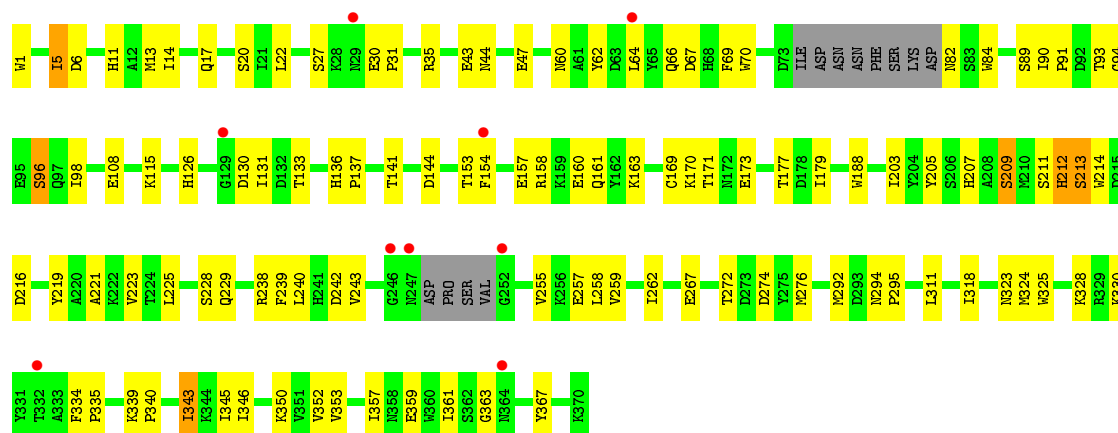 W1 I5 D6 H11 A12 M13 I14 Q17 S20 I21 L22 S27 K28 N29 E30 P31 R35 E43 N44 E47 N60 A61 Y62 D63 L64 Y65 Q66 D67 H68 F69 W70 D73 ILE ASP ASN ASN PHE SER LYS ASP N82 S83 W84 S89 I90 P91 D92 T93 G94
E95 S96 Q97 I98 E108 K115 H126 G129 D130 I131 D132 T133 H136 P137 T141 D144 T153 F154 E157 R158 K159 E160 Q161 Y162 K163 C169 K170 T171 N172 E173 T177 D178 I179 W188 I203 Y204 Y205 S206 H207 A208 S209 M210 S211 H212 S213 W214 D215
D216 Y219 A220 A221 K222 V223 T224 L225 S228 Q229 R238 F239 L240 H241 D242 V243 G246 N247 ASP PRO SER VAL G252 V255 K256 E257 L258 V259 I262 E267 T272 D273 D274 Y275 M276 M292 D293 N294 P295 L311 I318 N323 M324 W325 K328 R329 K330
Y331 T332 A333 F334 P335 K339 P340 I343 K344 I345 I346 K350 V351 V352 V353 I357 N358 E359 W360 I361 S362 G363 N364 Y367 K370